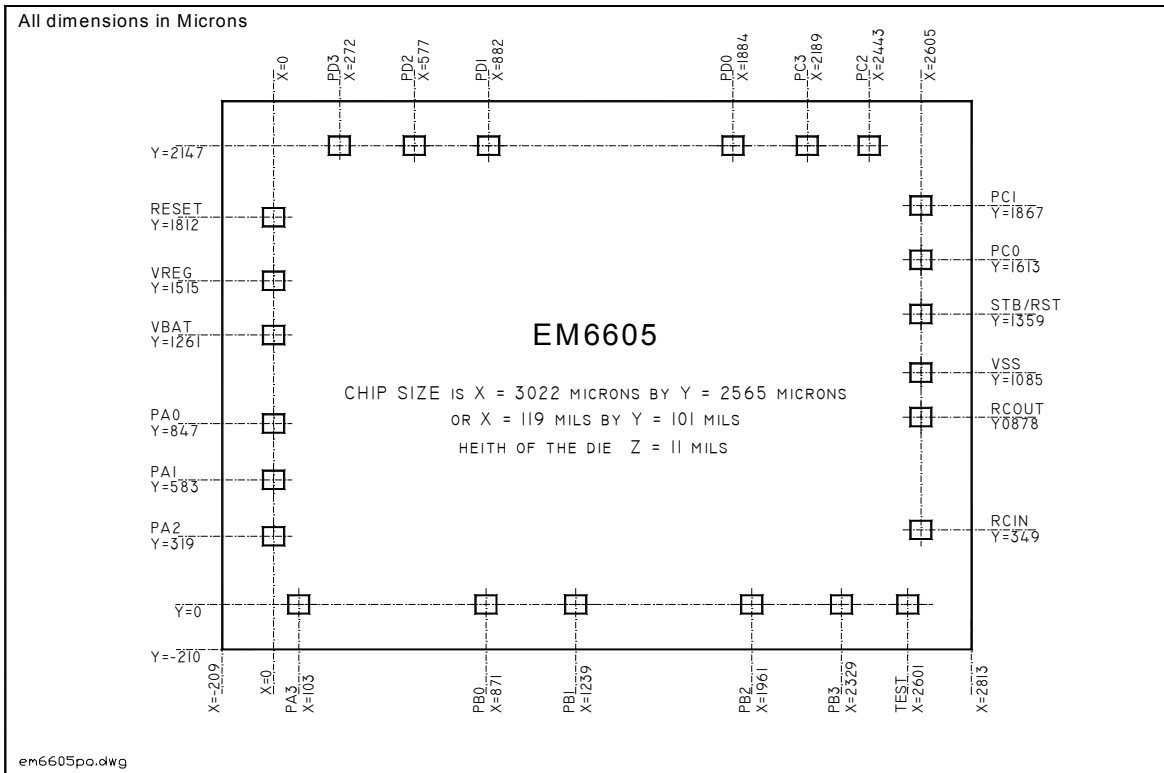 All dimensions in Microns
X=0
PD3
X=272
PD2
X=577
PD1
X=882
PD0
X=1884
PC3
X=2189
PC2
X=2443
X=2605
Y=2147
RESET
Y=1812
VREG
Y=1515
VBAT
Y=1261
PA0
Y=847
PA1
Y=583
PA2
Y=319
Y=0
Y=-210
PC1
Y=1867
PC0
Y=1613
STB/RST
Y=1359
VSS
Y=1085
RCOUT
Y0878
RCIN
Y=349
EM6605
CHIP SIZE IS X = 3022 MICRONS BY Y = 2565 MICRONS
OR X = 119 MILS BY Y = 101 MILS
HEITH OF THE DIE Z = 11 MILS
X=-209
X=0
PA3
X=103
PB0
X=871
PB1
X=1239
PB2
X=1961
PB3
X=2329
TEST
X=2601
X=2813
em6605pa.dwg